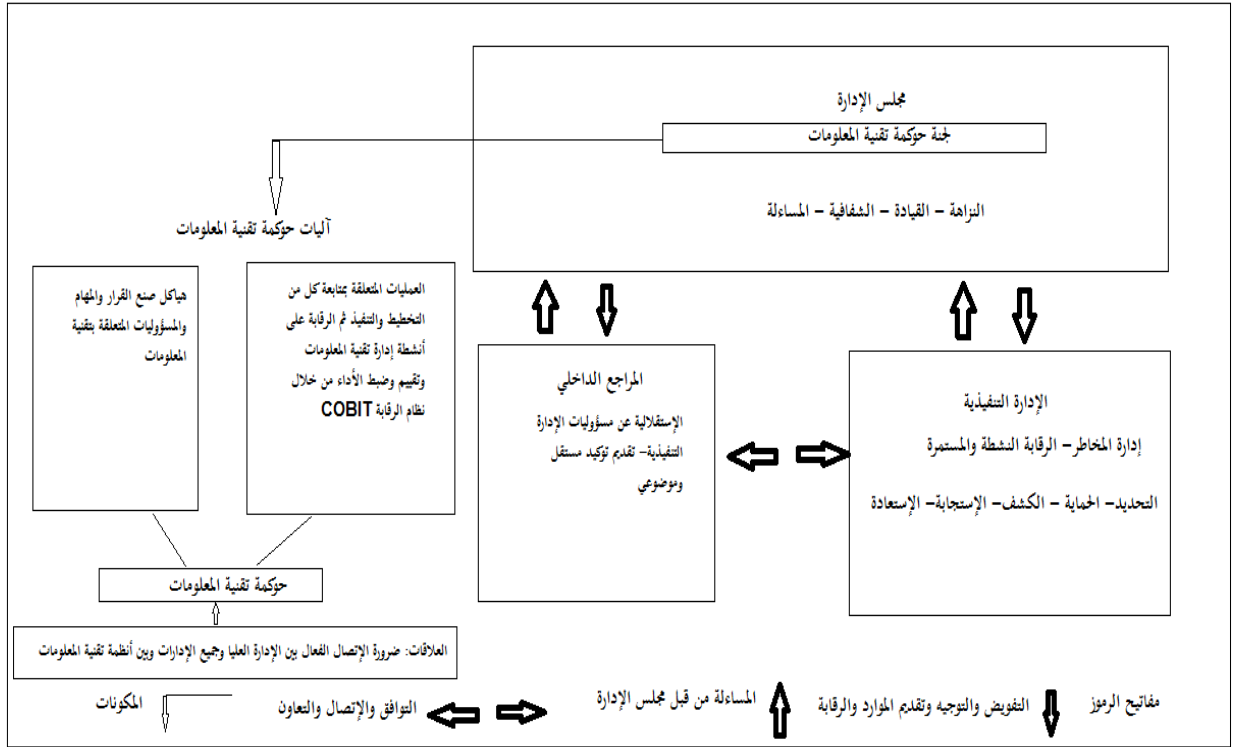 مجلس الإدارة
لجنة حوكمة تقنية المعلومات
النزاهة – القيادة – الشفافية – المساءلة
آليات حوكمة تقنية المعلومات
العمليات المتعلقة بمتابعة كل من
التخطيط والتنفيذ ثم الرقابة على
أنشطة إدارة تقنية المعلومات
وتقييم وضبط الأداء من خلال
نظام الرقابة COBIT
هياكل صنع القرار والمهام
والمسؤوليات المتعلقة بتقنية
المعلومات
الإدارة التنفيذية
إدارة المخاطر– الرقابة النشطة والمستمرة
التحديد– الحماية – الكشف– الإستجابة– الإستعادة
المراجع الداخلي
الإستقلالية عن مسؤوليات الإدارة
التنفيذية– تقديم توكيد مستقل
وموضوعي
حوكمة تقنية المعلومات
العلاقات: ضرورة الإتصال الفعال بين الإدارة العليا وجميع الإدارات وبين أنظمة تقنية المعلومات
مفاتيح الرموز
التفويض والتوجيه وتقديم الموارد والرقابة
المساءلة من قبل مجلس الإدارة
التوافق والإتصال والتعاون
المكونات